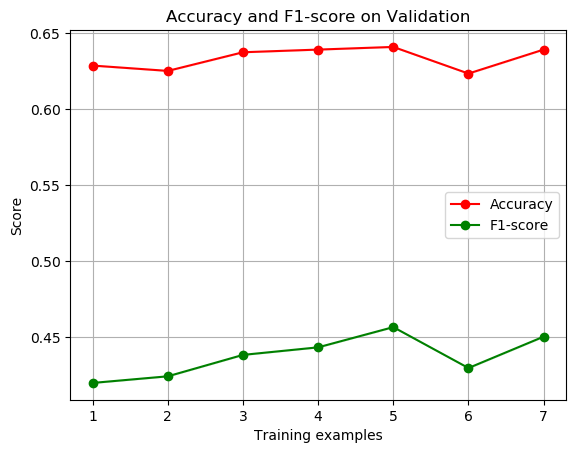 Accuracy and F1-score on Validation
0.65
0.60
0.55
0.50
0.45
Score
Accuracy
F1-score
1 2 3 4 5 6 7
Training examples